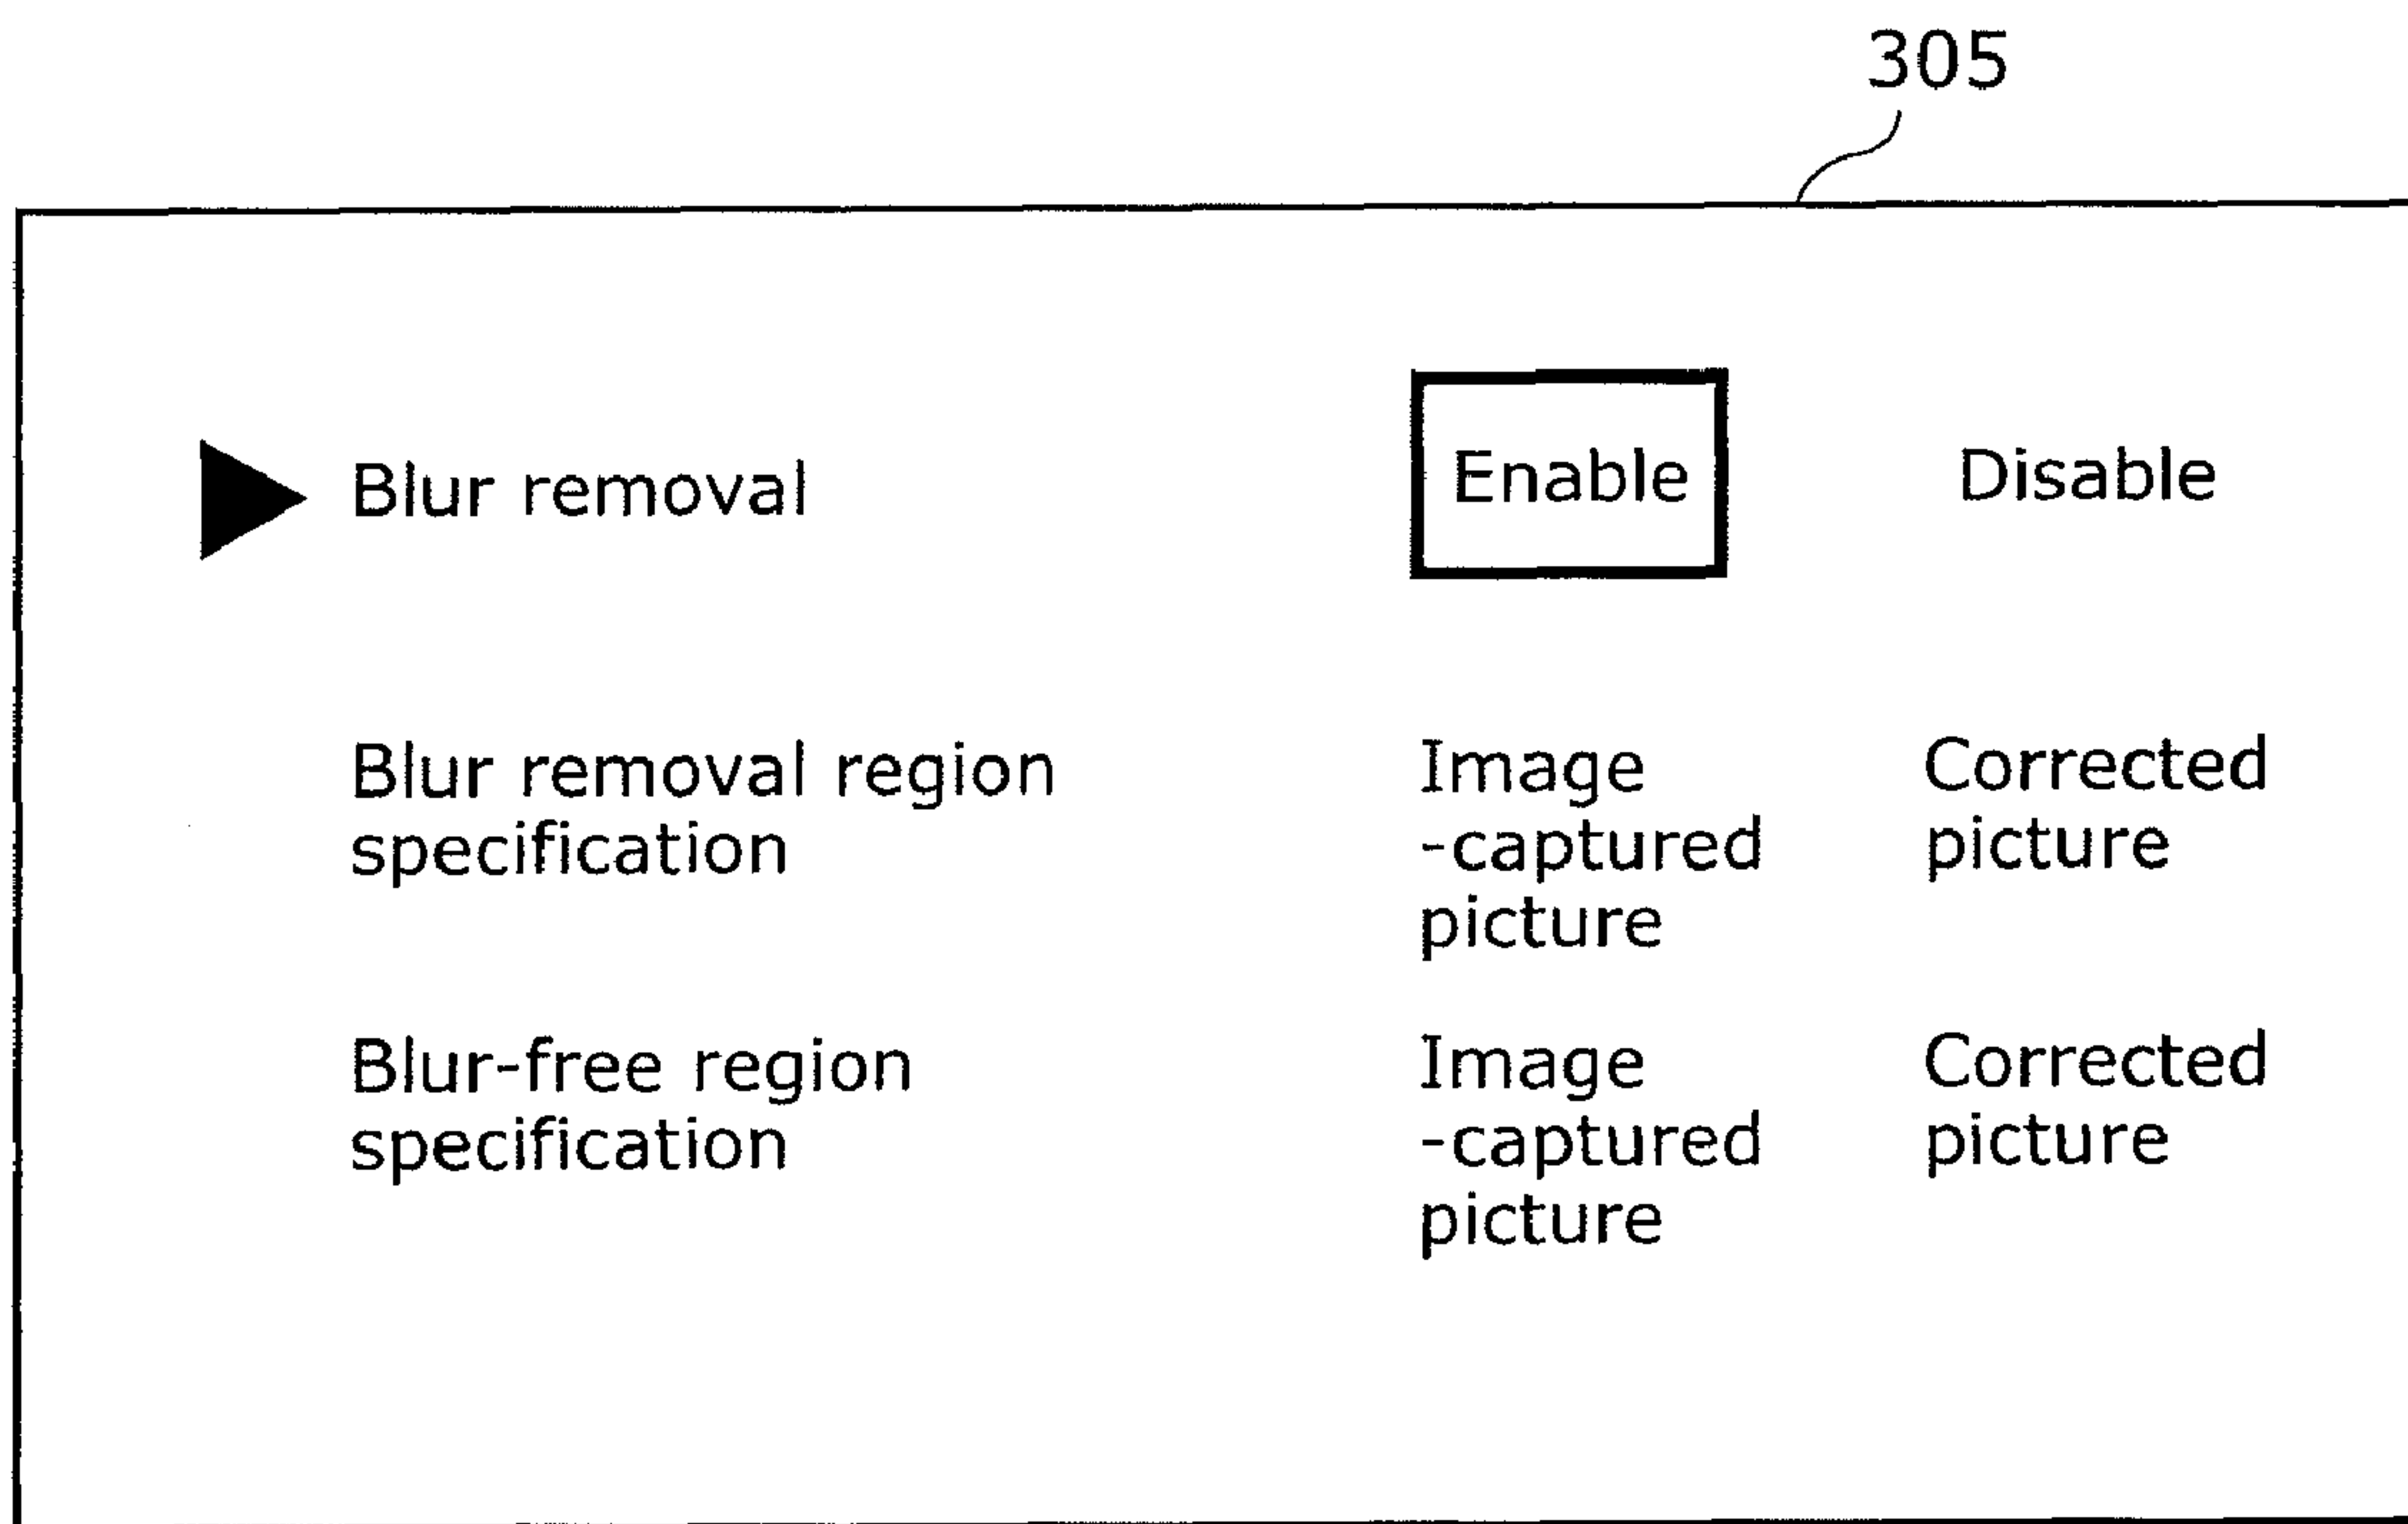 305
Blur removal Enable Disable
Blur removal region Image Corrected
specification -captured picture
picture
Blur-free region Image Corrected
specification -captured picture
picture